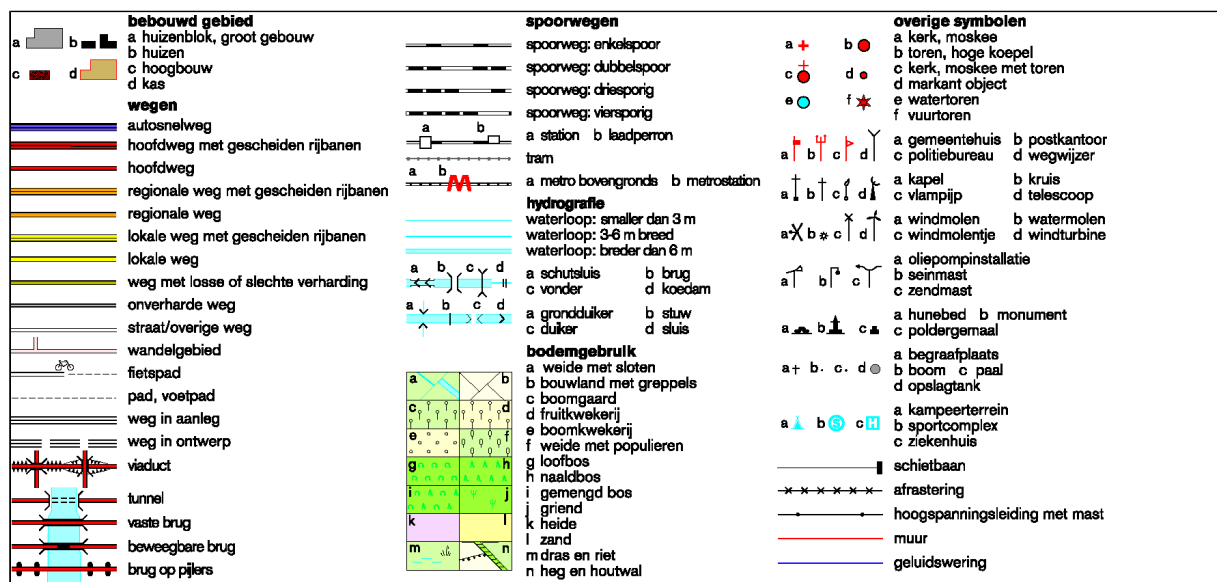 bebouwd gebied
a b a huizenblok, groot gebouw
b huizen
c d c hoogbouw
d kas
wegen
autosnelweg
hoofdweg met gescheiden rijbanen
hoofdweg
regionale weg met gescheiden rijbanen
regionale weg
lokale weg met gescheiden rijbanen
lokale weg
weg met losse of slechte verharding
onverharde weg
straat/overige weg
wandelgebied
fietspad
pad, voetpad
weg in aanleg
weg in ontwerp
viaduct
tunnel
vaste brug
beweegbare brug
brug op pijlers
spoorwegen
spoorweg: enkelspoor
spoorweg: dubbelspoor
spoorweg: driesporig
spoorweg: viersporig
a b
a station b laadperron
tram
a b
a metro bovengronds b metrostation
hydrografie
waterloop: smaller dan 3 m
waterloop: 3-6 m breed
waterloop: breder dan 6 m
a b c d
a schutsluis b brug
c vonder d koedam
a b c d
a grondduiker b stuw
c duiker d sluis
bodemgebruik
a b a weide met sloten
b bouwland met greppels
c d c boomgaard
d fruitkwekerij
e f e boomkwekerij
f weide met populieren
g h g loofbos
h naaldbos
i j i gemengd bos
j griend
k l k heide
l zand
m n m dras en riet
n heg en houtwal
overige symbolen
a b a kerk, moskee
b toren, hoge koepel
c d c kerk, moskee met toren
d markant object
e f e watertoren
f vuurtoren
a b c d a gemeentehuis b postkantoor
c politiebureau d wegwijzer
a b c d a kapel b kruis
c vlampijp d telescoop
a b c d a windmolen b watermolen
c windmolentje d windturbine
a b c a oliepompinstallatie
b seinmast
c zendmast
a b c a hunebed b monument
c poldergemaal
a b c d a begraafplaats
b boom c paal
d opslagtank
a b S c H a kampeerterrein
b sportcomplex
c ziekenhuis
schietbaan
afrastering
hoogspanningsleiding met mast
muur
geluidswering